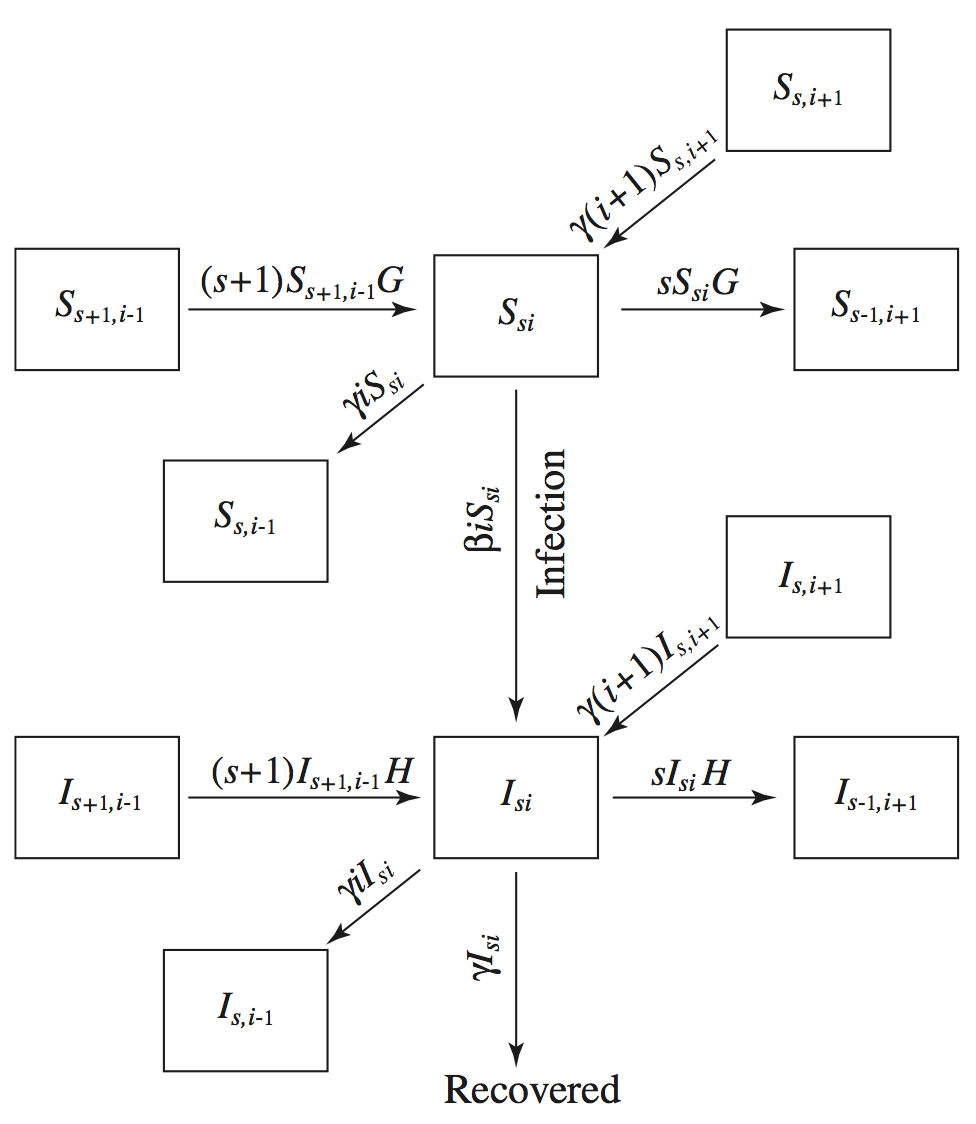 S_{s,i+1}
γ(i+1)S_{s,i+1}
S_{s+1,i-1}
(s+1)S_{s+1,i-1}G
S_{si}
sS_{si}G
S_{s-1,i+1}
γiS_{si}
S_{s,i-1}
βiS_{si}
Infection
I_{s,i+1}
γ(i+1)I_{s,i+1}
I_{s+1,i-1}
(s+1)I_{s+1,i-1}H
I_{si}
sI_{si}H
I_{s-1,i+1}
γiI_{si}
I_{s,i-1}
γI_{si}
Recovered